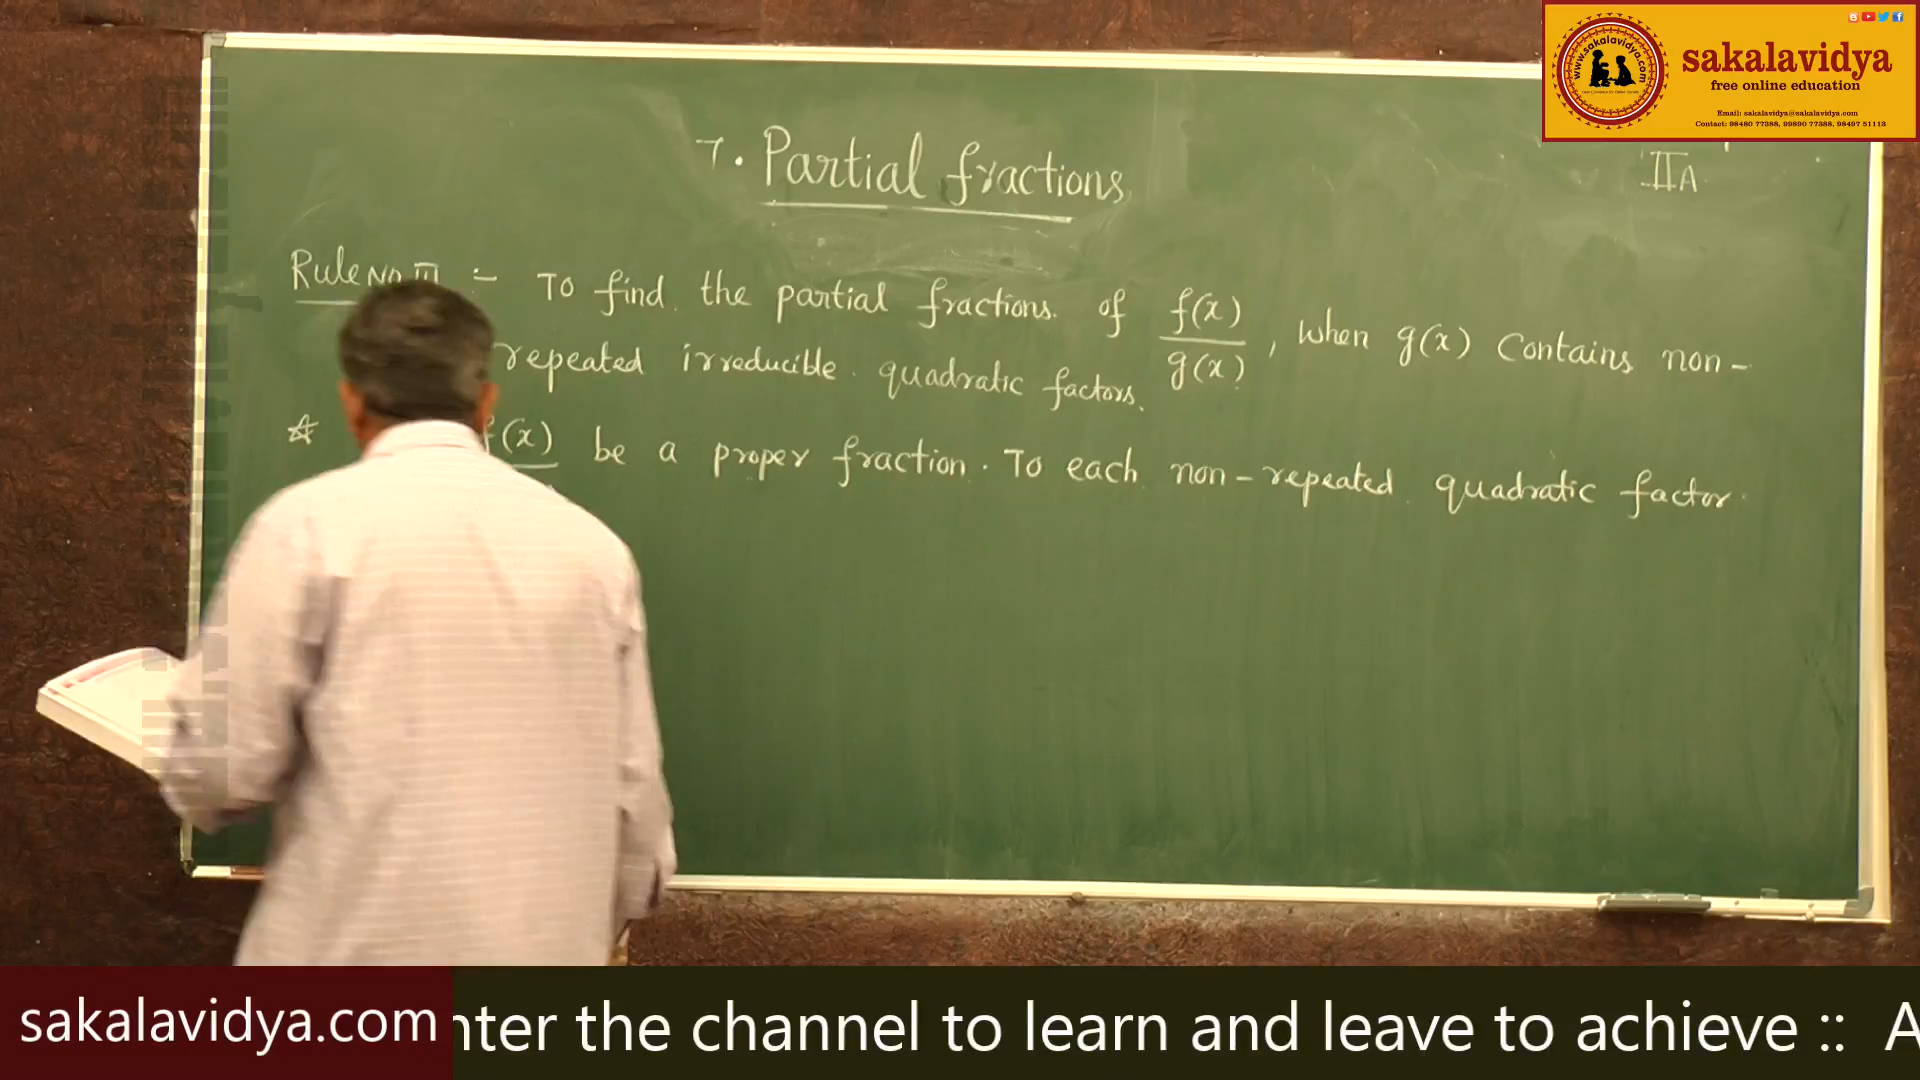 www.sakalavidya.com
sakalavidya
free online education
Email: sakalavidya@sakalavidya.com
Contact: 98480 77388, 99890 77388, 98497 51113
IIA
7. Partial fractions
Rule No III :- To find the partial fractions of f(x)/g(x), when g(x) contains non-
repeated irreducible quadratic factors.
☆ f(x) be a proper fraction. To each non-repeated quadratic factor
sakalavidya.com
nter the channel to learn and leave to achieve :: A